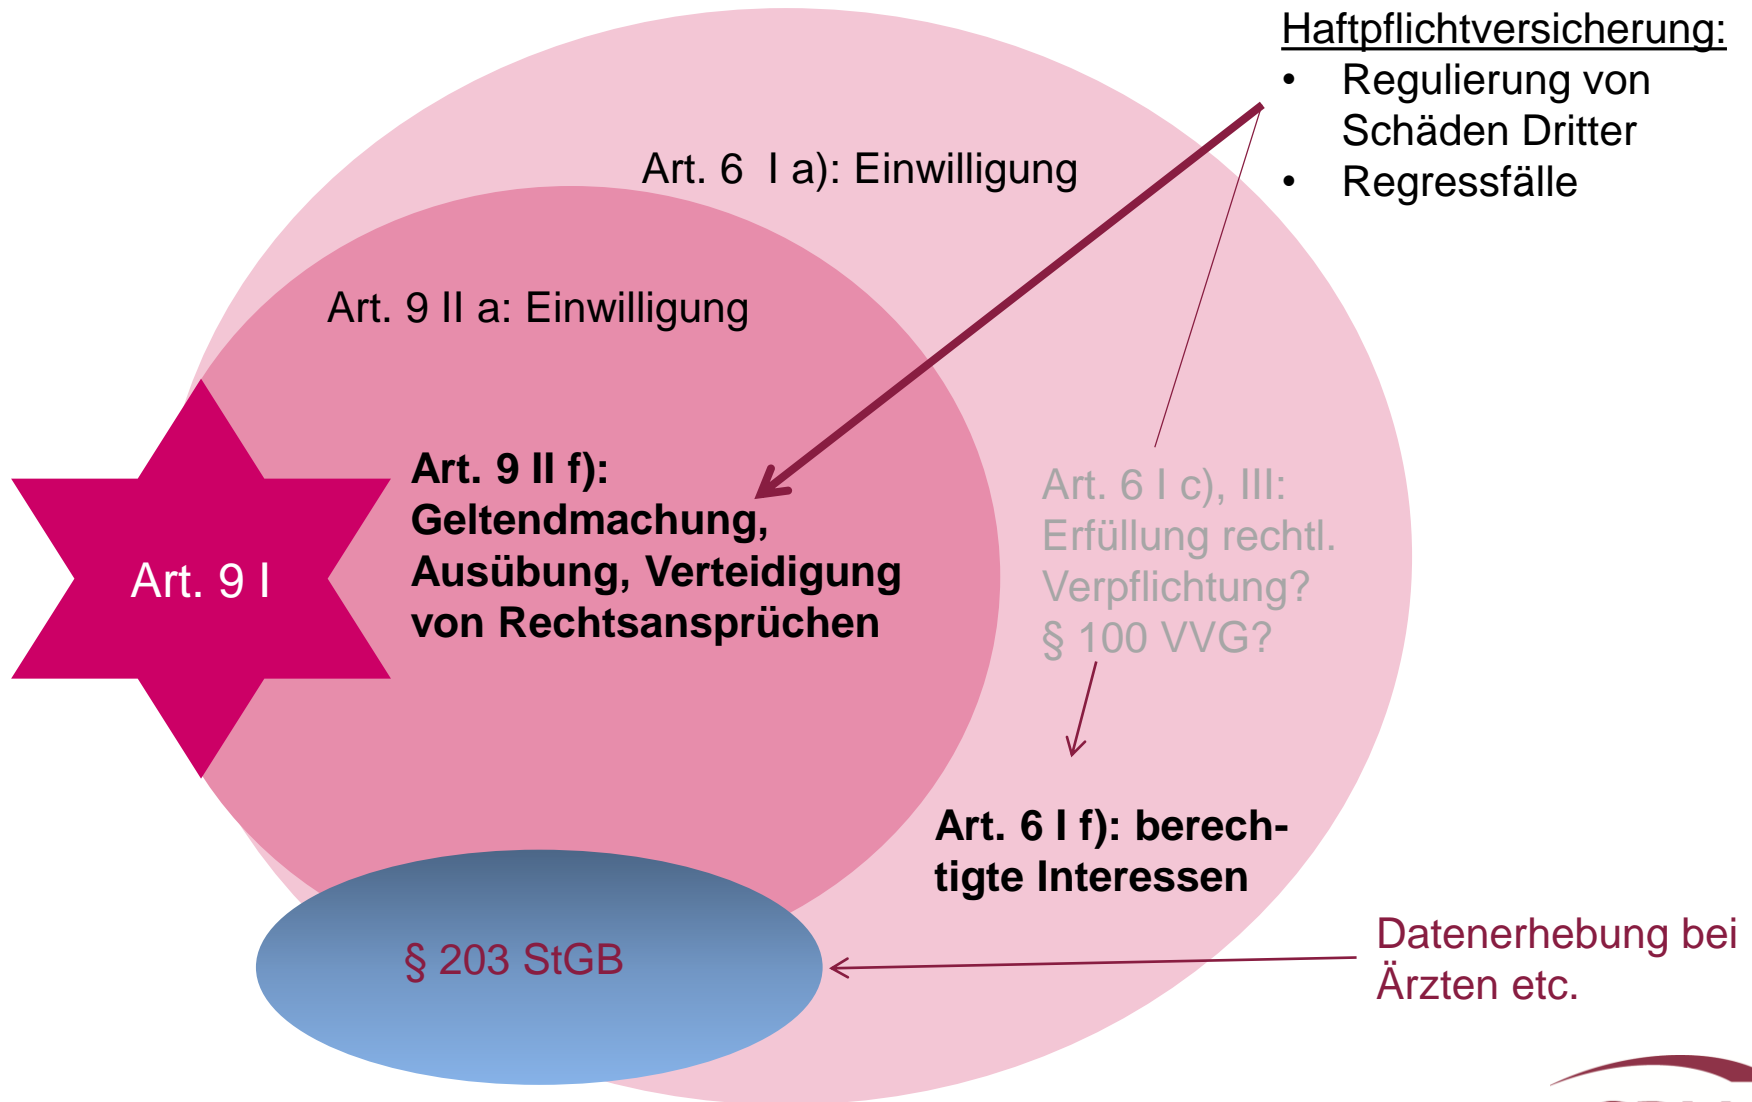 Haftpflichtversicherung:
• Regulierung von
Schäden Dritter
• Regressfälle
Art. 6 I a): Einwilligung
Art. 9 II a: Einwilligung
Art. 9 I
Art. 9 II f):
Geltendmachung,
Ausübung, Verteidigung
von Rechtsansprüchen
Art. 6 I c), III:
Erfüllung rechtl.
Verpflichtung?
§ 100 VVG?
Art. 6 I f): berech-
tigte Interessen
§ 203 StGB
Datenerhebung bei
Ärzten etc.